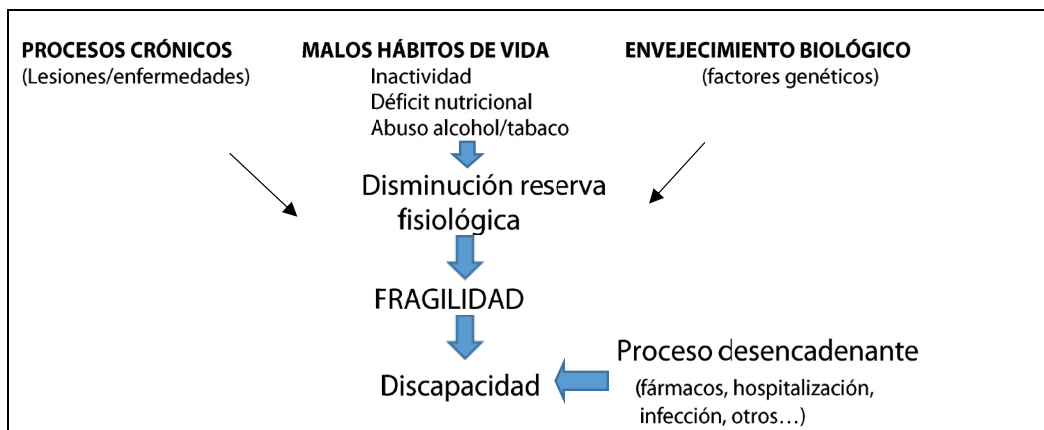 PROCESOS CRÓNICOS
(Lesiones/enfermedades)
MALOS HÁBITOS DE VIDA
Inactividad
Déficit nutricional
Abuso alcohol/tabaco
ENVEJECIMIENTO BIOLÓGICO
(factores genéticos)
Disminución reserva
fisiológica
FRAGILIDAD
Discapacidad
Proceso desencadenante
(fármacos, hospitalización,
infección, otros…)